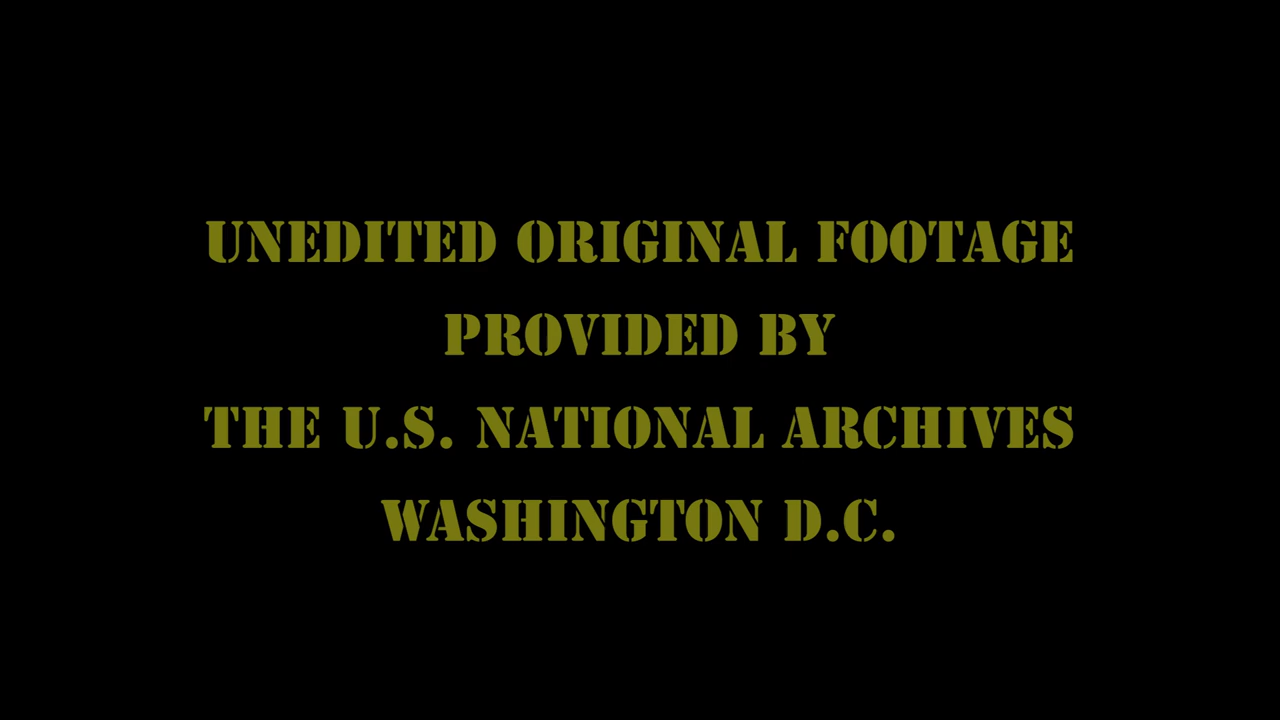 UNEDITED ORIGINAL FOOTAGE
PROVIDED BY
THE U.S. NATIONAL ARCHIVES
WASHINGTON D.C.